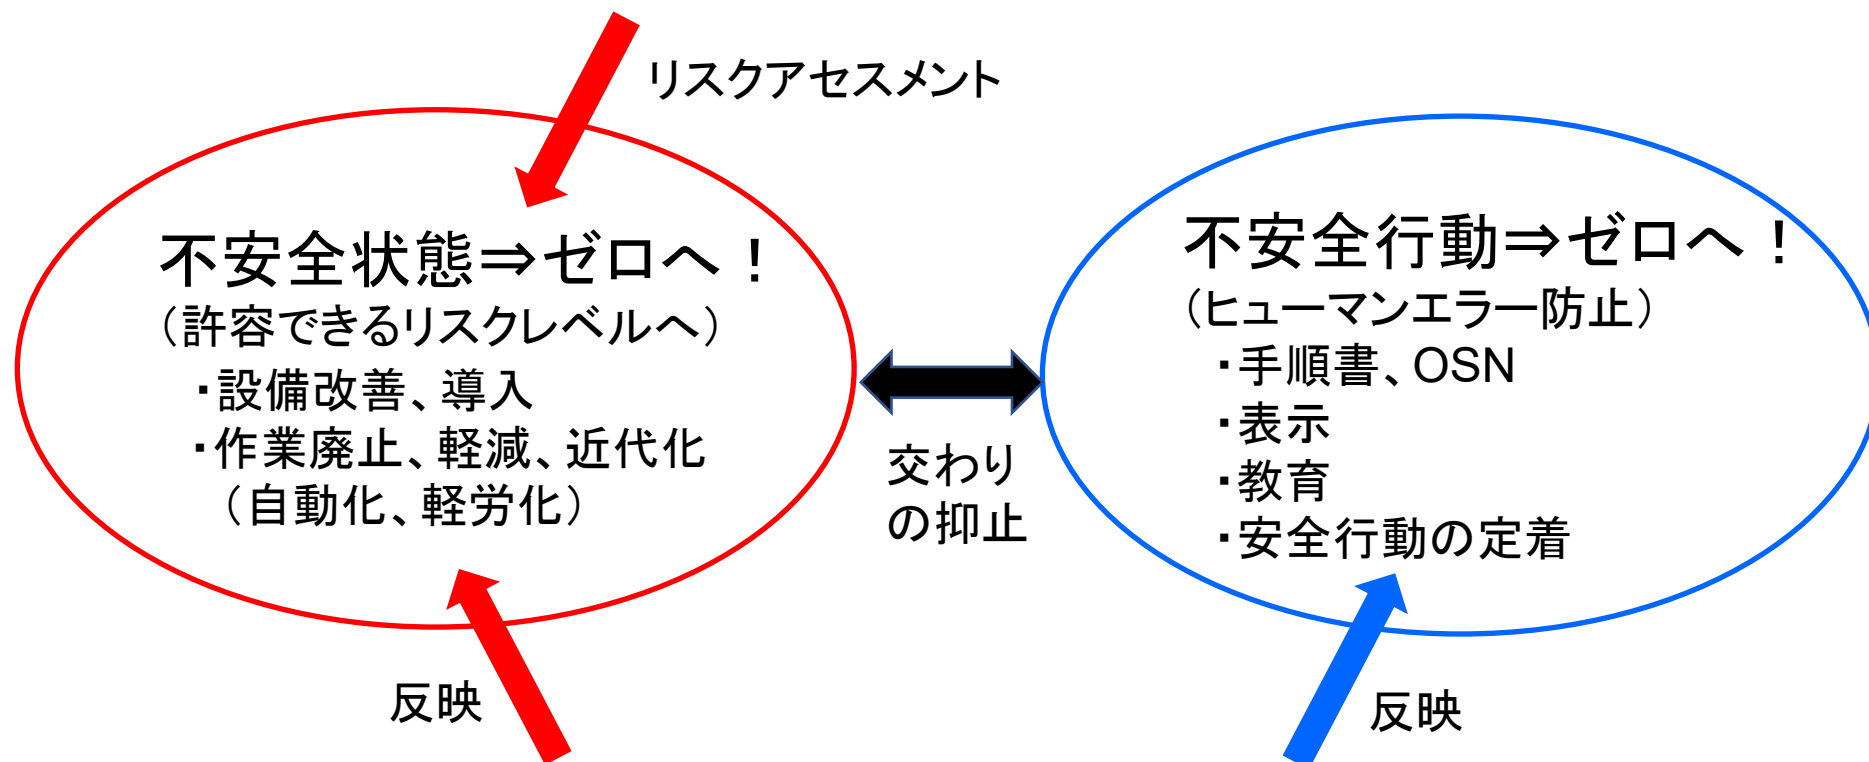 リスクアセスメント
不安全状態⇒ゼロへ！
（許容できるリスクレベルへ）
・設備改善、導入
・作業廃止、軽減、近代化
（自動化、軽労化）
反映
交わり
の抑止
不安全行動⇒ゼロへ！
（ヒューマンエラー防止）
・手順書、OSN
・表示
・教育
・安全行動の定着
反映